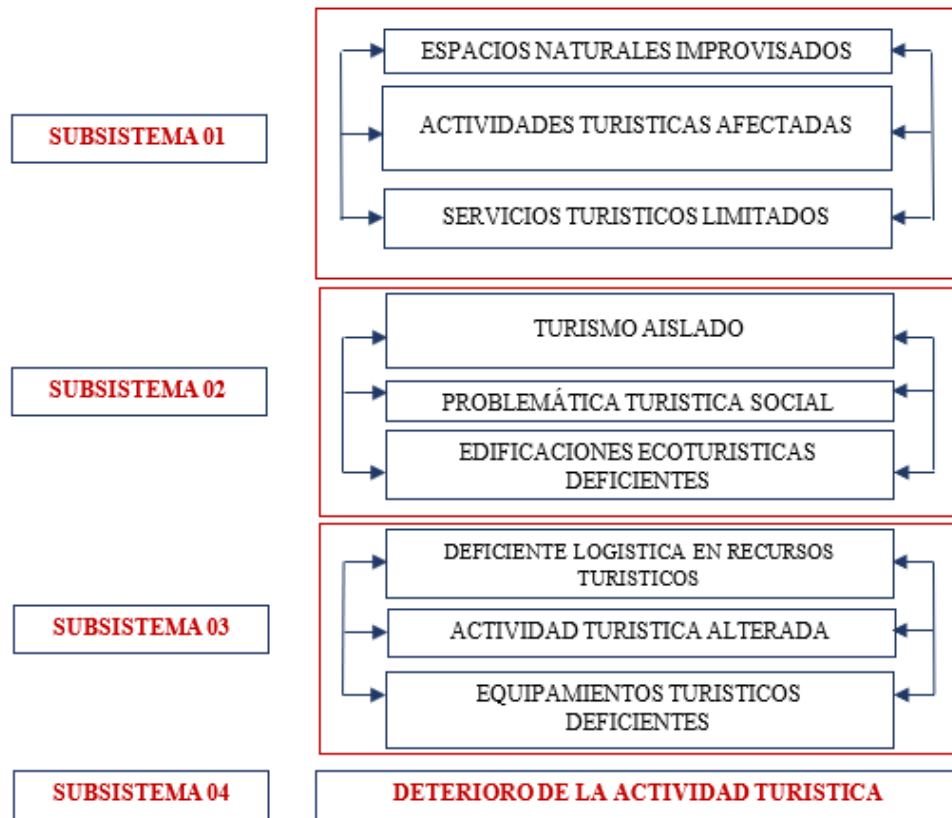 ESPACIOS NATURALES IMPROVISADOS
SUBSISTEMA 01
ACTIVIDADES TURISTICAS AFECTADAS
SERVICIOS TURISTICOS LIMITADOS
TURISMO AISLADO
SUBSISTEMA 02
PROBLEMÁTICA TURISTICA SOCIAL
EDIFICACIONES ECOTURISTICAS
DEFICIENTES
DEFICIENTE LOGISTICA EN RECURSOS
TURISTICOS
SUBSISTEMA 03
ACTIVIDAD TURISTICA ALTERADA
EQUIPAMIENTOS TURISTICOS
DEFICIENTES
SUBSISTEMA 04
DETERIORO DE LA ACTIVIDAD TURISTICA